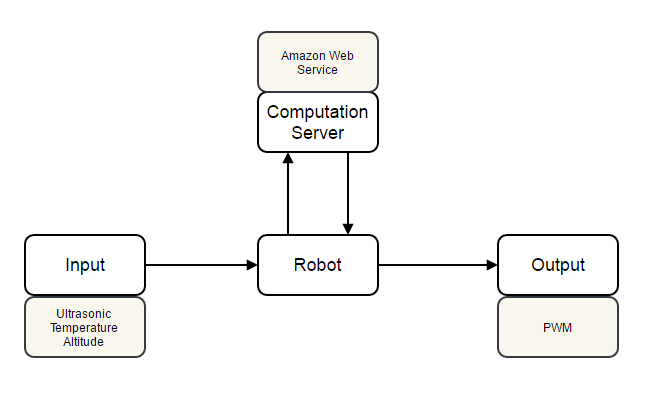 Amazon Web
Service
Computation
Server
Input
Robot
Output
Ultrasonic
Temperature
Altitude
PWM